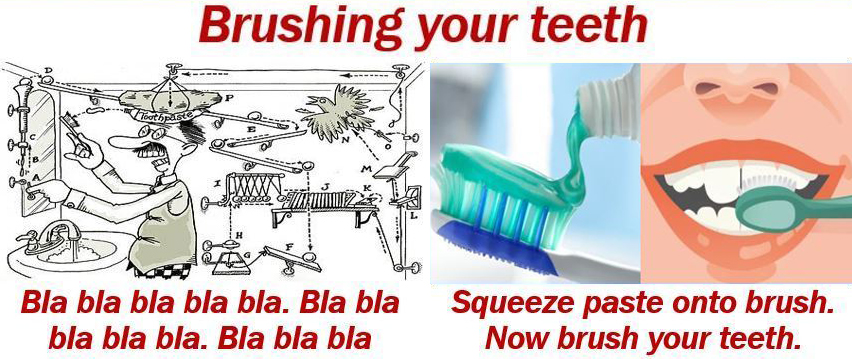 Brushing your teeth
D
P
Toothpaste
C
E
B
N
O
A
M
I
J
K
L
H
G
F
Bla bla bla bla bla. Bla bla
bla bla bla. Bla bla bla
Squeeze paste onto brush.
Now brush your teeth.